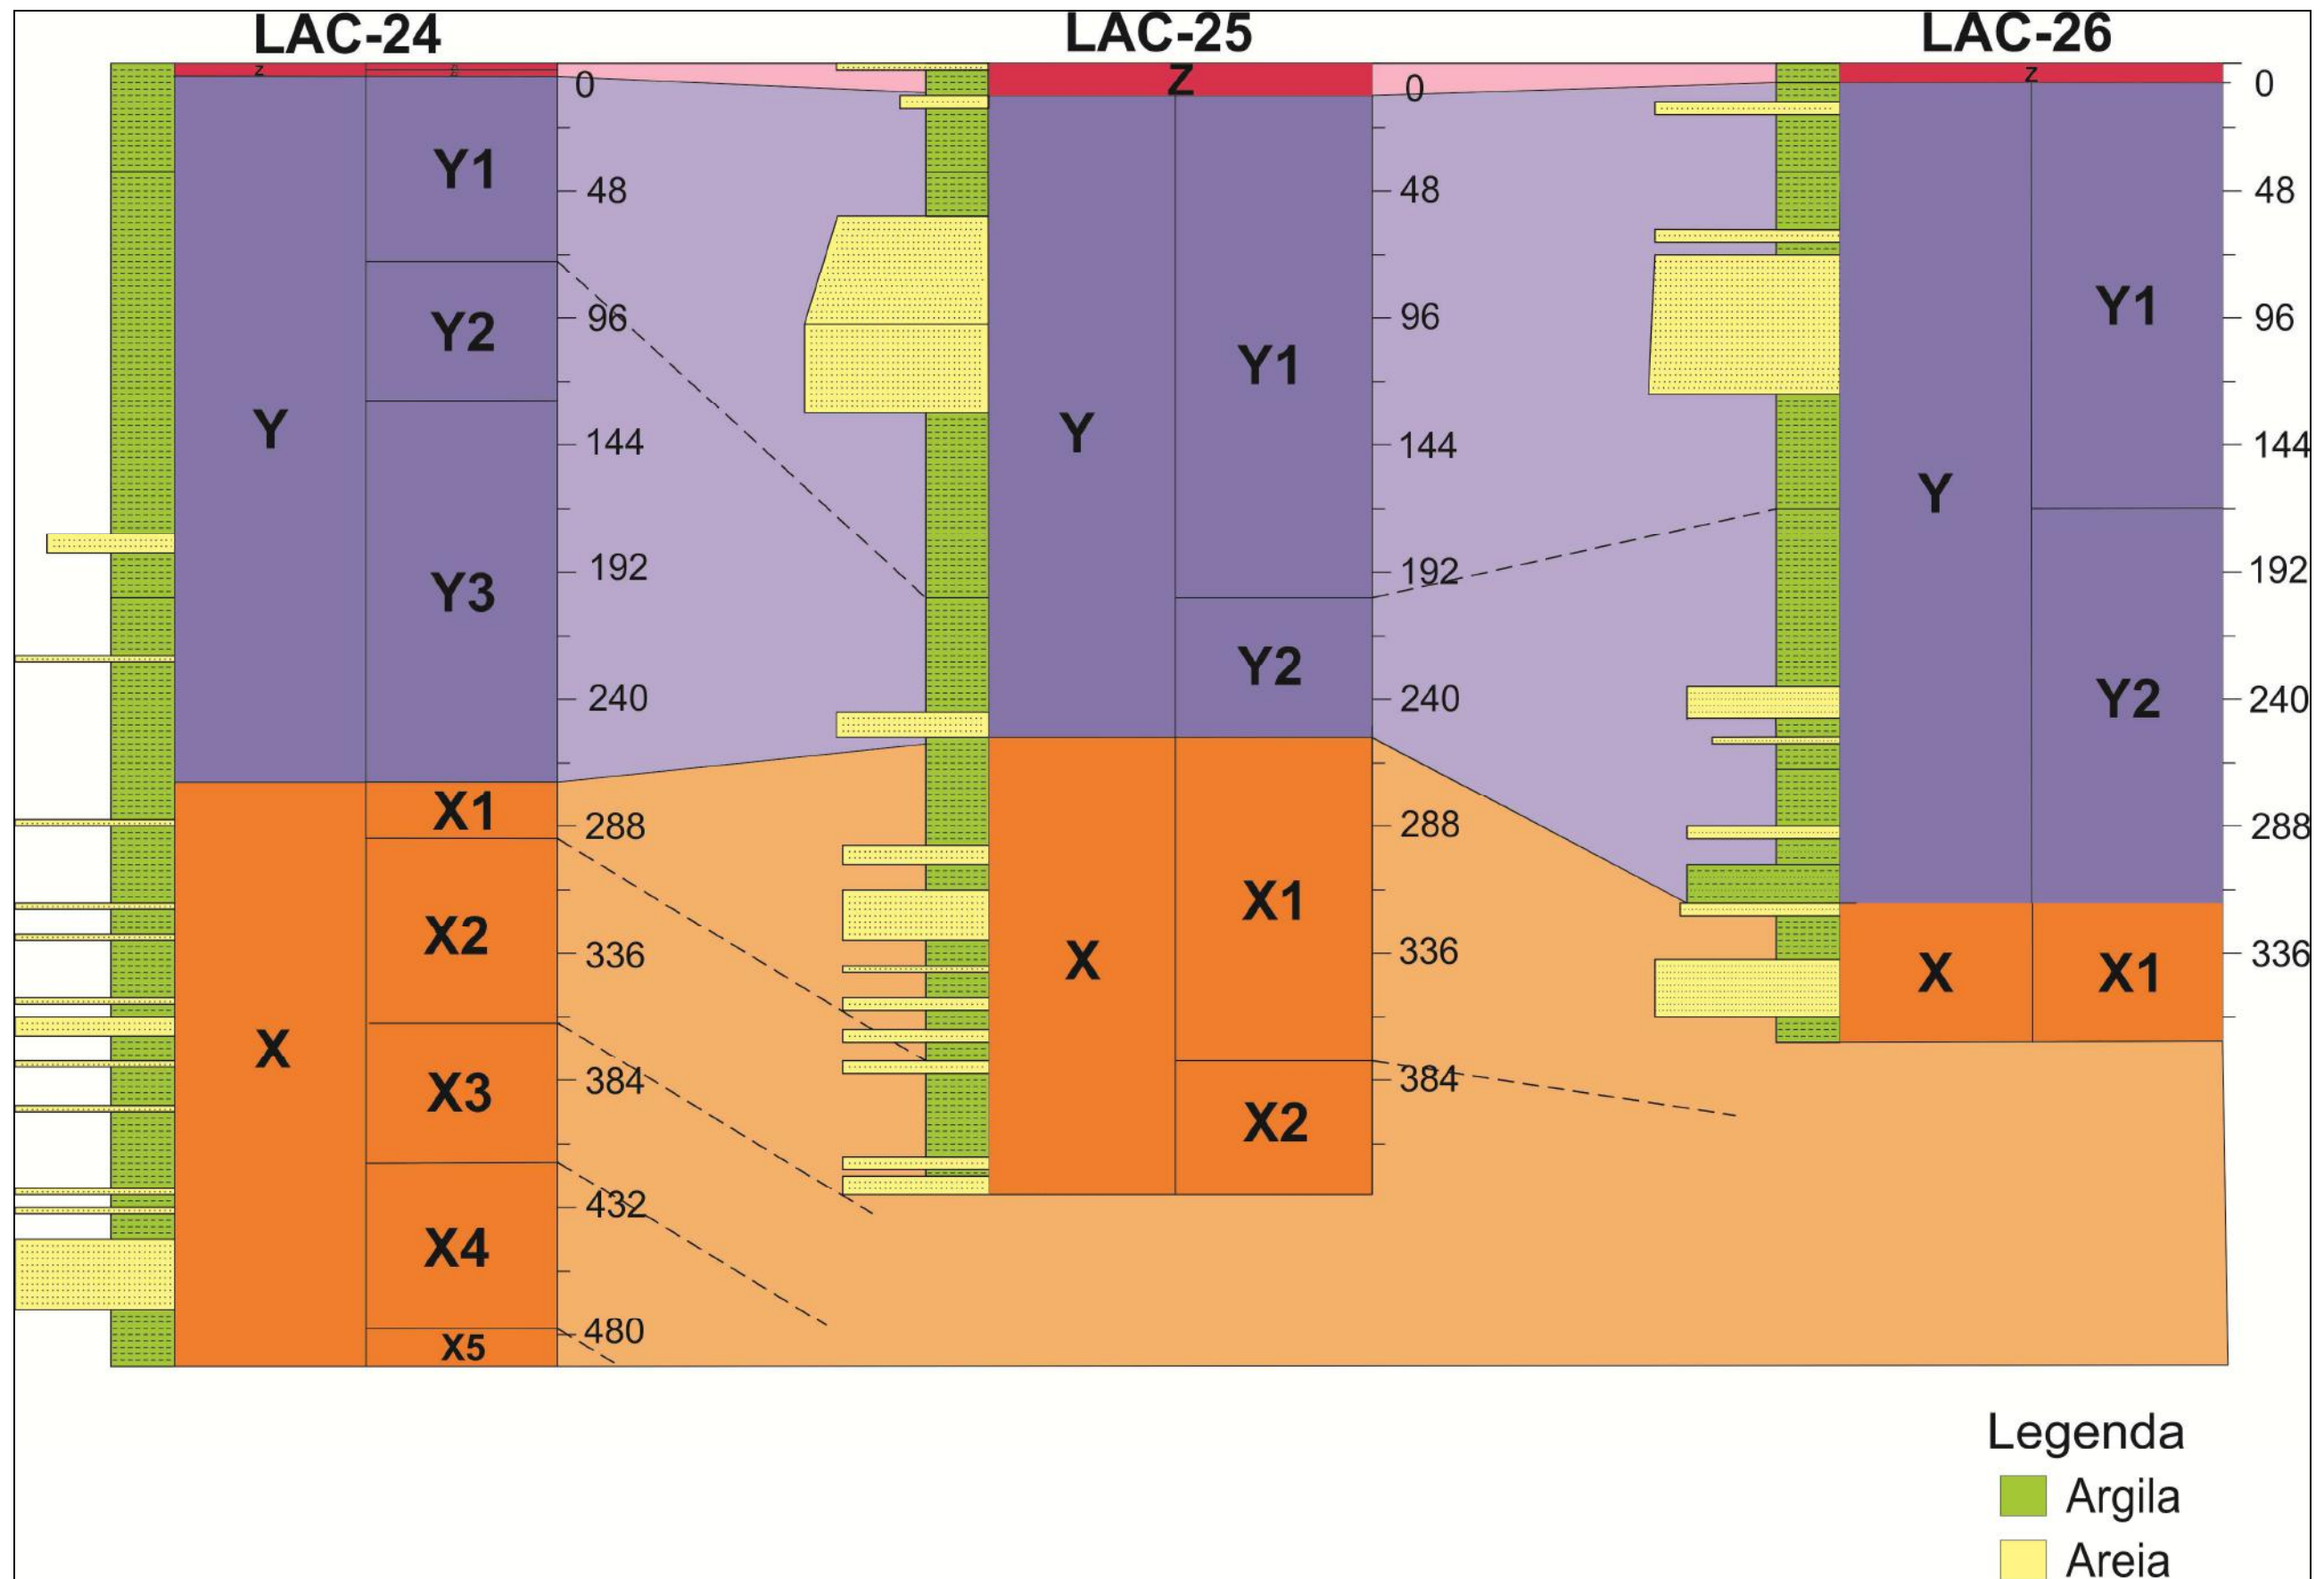 LAC-24
LAC-25
LAC-26
Z
Z
Z
0
0
0
Y
Y1
48
Y2
96
Y3
144
192
240
Y
Y1
48
96
144
192
Y2
240
Y
Y1
48
96
144
192
Y2
240
288
X
X1
288
X2
336
X3
384
X4
432
X5
480
X
X1
288
336
X2
384
X
X1
336
Legenda
Argila
Areia